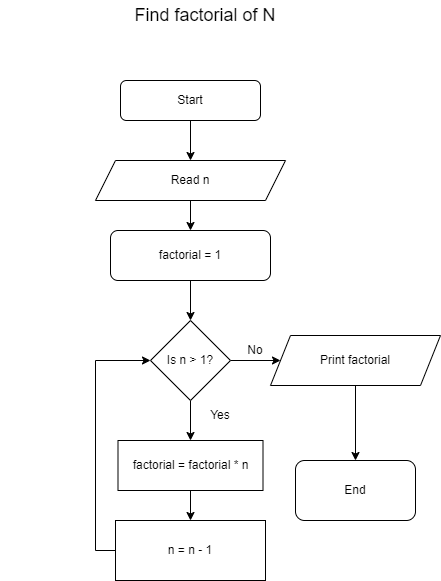 Find factorial of N
Start
Read n
factorial = 1
Is n > 1?
No
Print factorial
Yes
factorial = factorial * n
End
n = n - 1